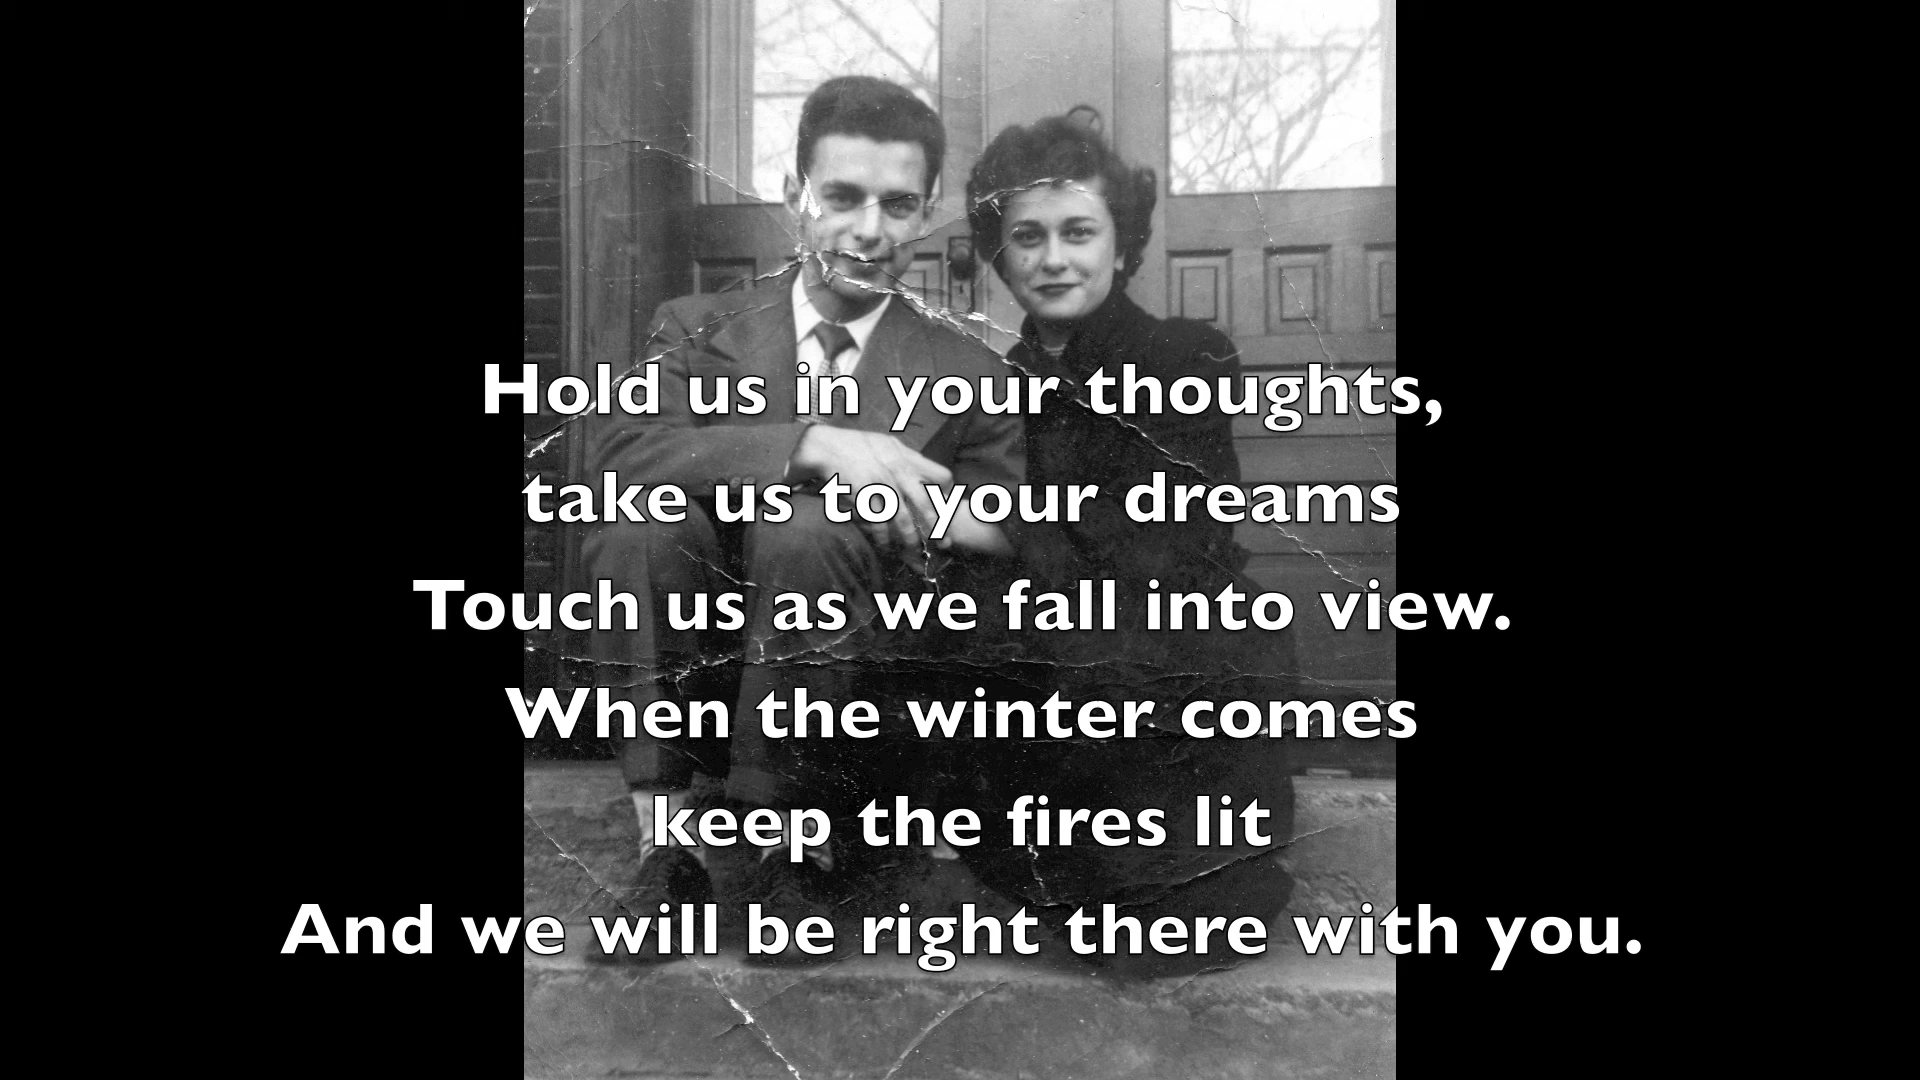 Hold us in your thoughts,
take us to your dreams
Touch us as we fall into view.
When the winter comes
keep the fires lit
And we will be right there with you.